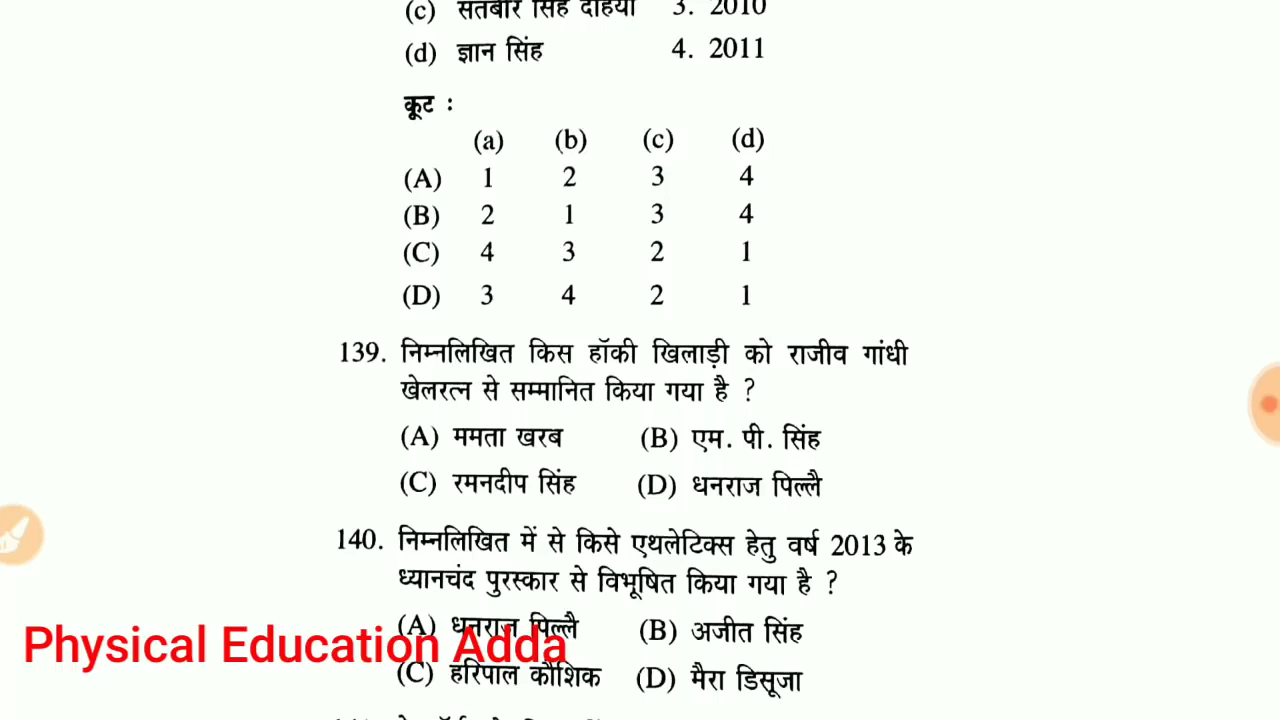 (c) सतबीर सिंह दहिया 3. 2010
(d) ज्ञान सिंह 4. 2011
कूट :
(a) (b) (c) (d)
(A) 1 2 3 4
(B) 2 1 3 4
(C) 4 3 2 1
(D) 3 4 2 1
139. निम्नलिखित किस हॉकी खिलाड़ी को राजीव गांधी
खेलरत्न से सम्मानित किया गया है ?
(A) ममता खरब (B) एम. पी. सिंह
(C) रमनदीप सिंह (D) धनराज पिल्लै
140. निम्नलिखित में से किसे एथलेटिक्स हेतु वर्ष 2013 के
ध्यानचंद पुरस्कार से विभूषित किया गया है ?
(A) धनराज पिल्लै (B) अजीत सिंह
Physical Education Adda
(C) हरिपाल कौशिक (D) मैरा डिसूजा